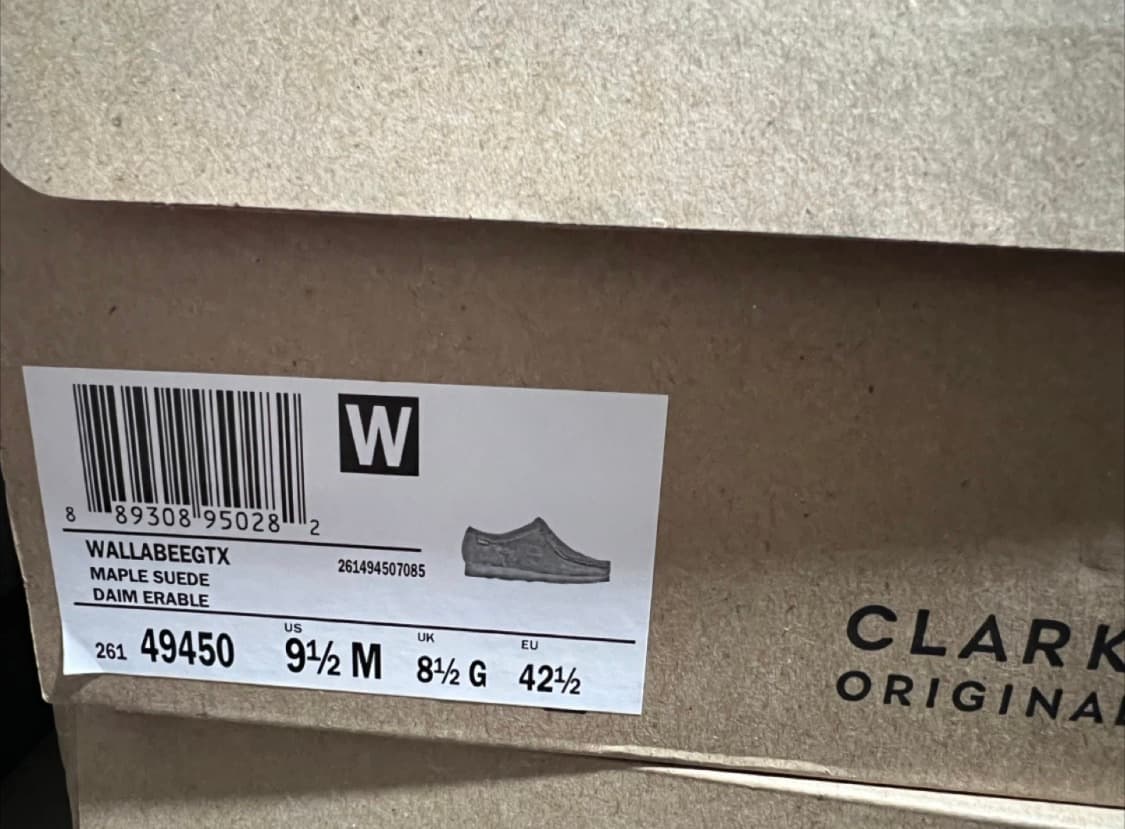 W
8 89308 95028 2
WALLABEEGTX
MAPLE SUEDE
DAIM ERABLE
261494507085
261 49450
US 9½ M
UK 8½ G
EU 42½
CLARK
ORIGINAL